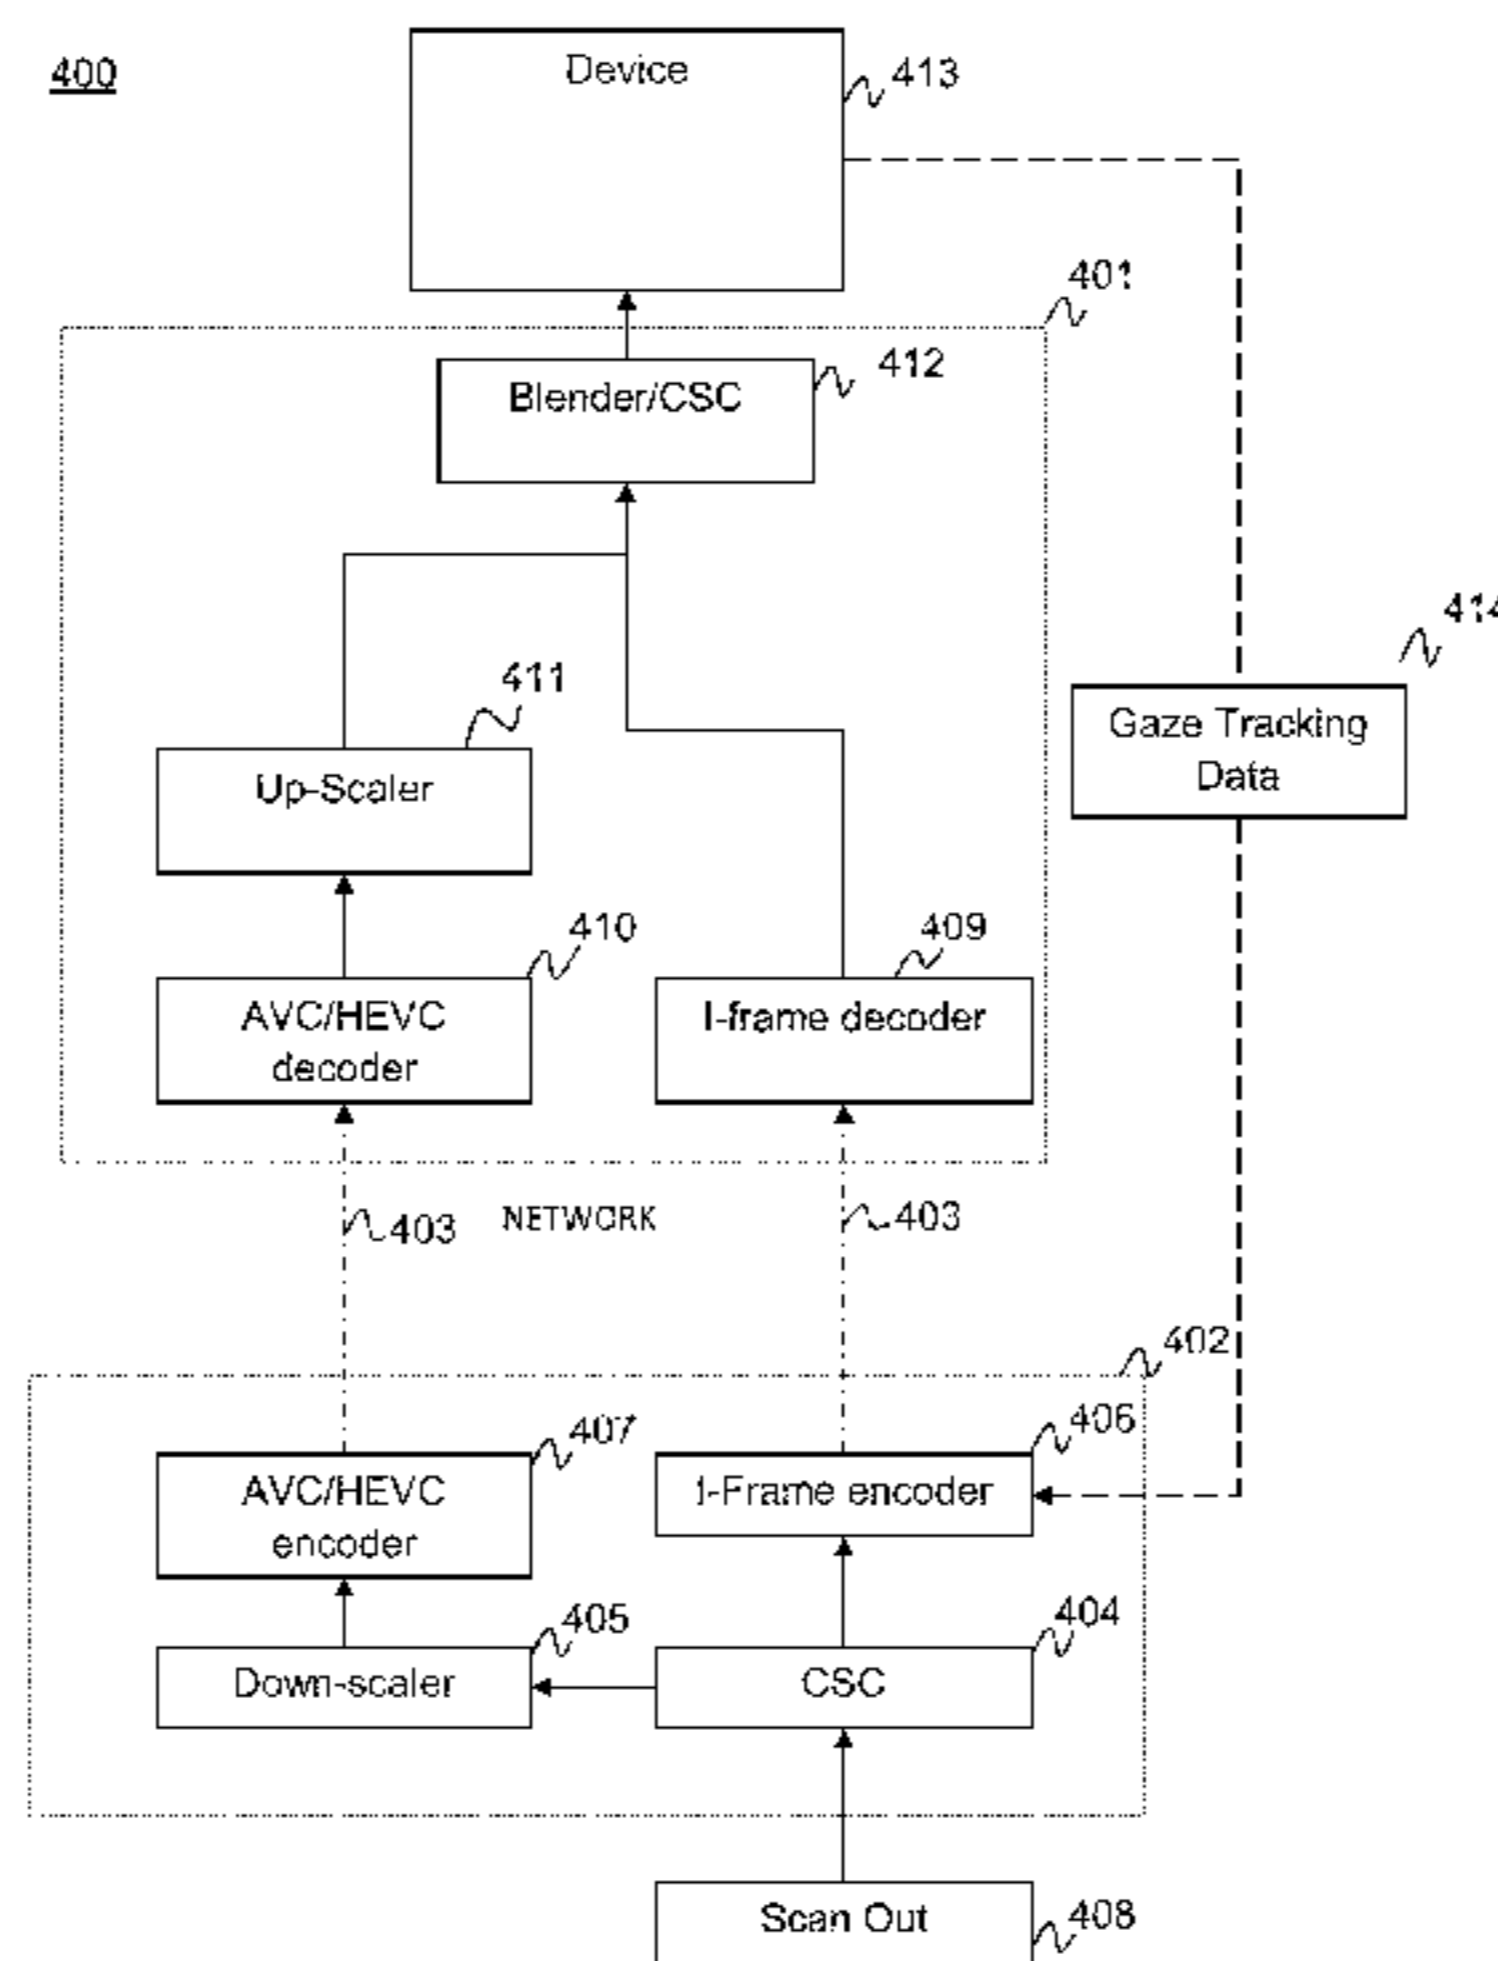 400
Device
413
401
Blender/CSC
412
414
411
Up-Scaler
Gaze Tracking
Data
410
409
AVC/HEVC
decoder
I-frame decoder
403
NETWORK
403
402
407
406
AVC/HEVC
encoder
I-Frame encoder
405
404
Down-scaler
CSC
Scan Out
408